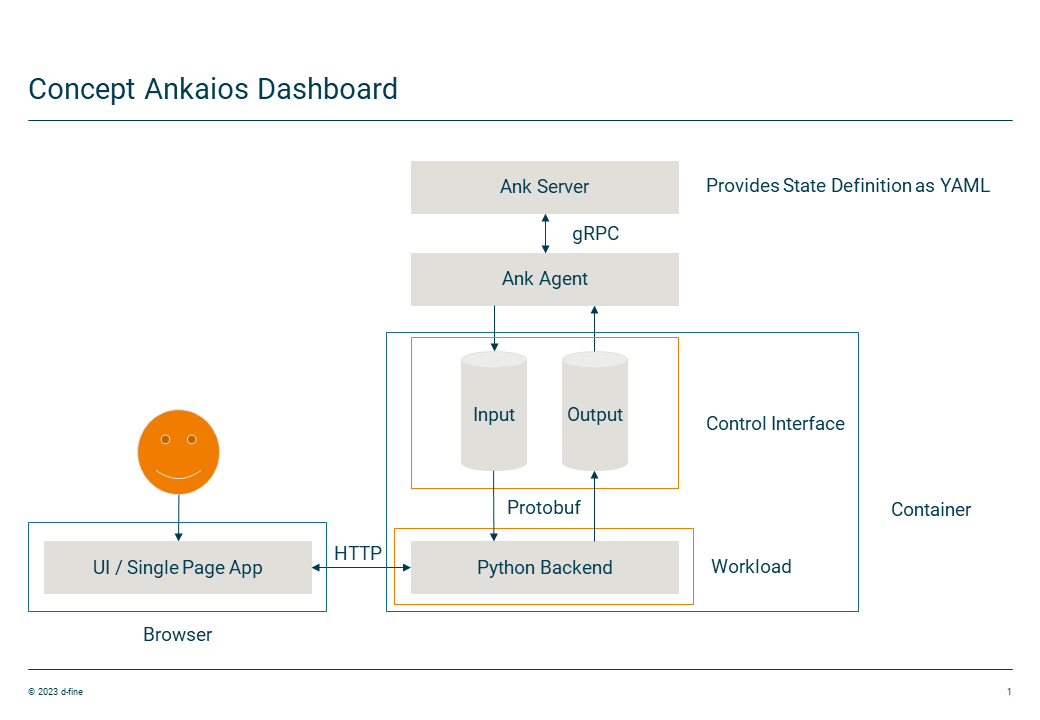 Concept Ankaios Dashboard
Ank Server
Provides State Definition as YAML
gRPC
Ank Agent
Input
Output
Control Interface
Protobuf
Container
HTTP
UI / Single Page App
Python Backend
Workload
Browser
© 2023 d-fine
1